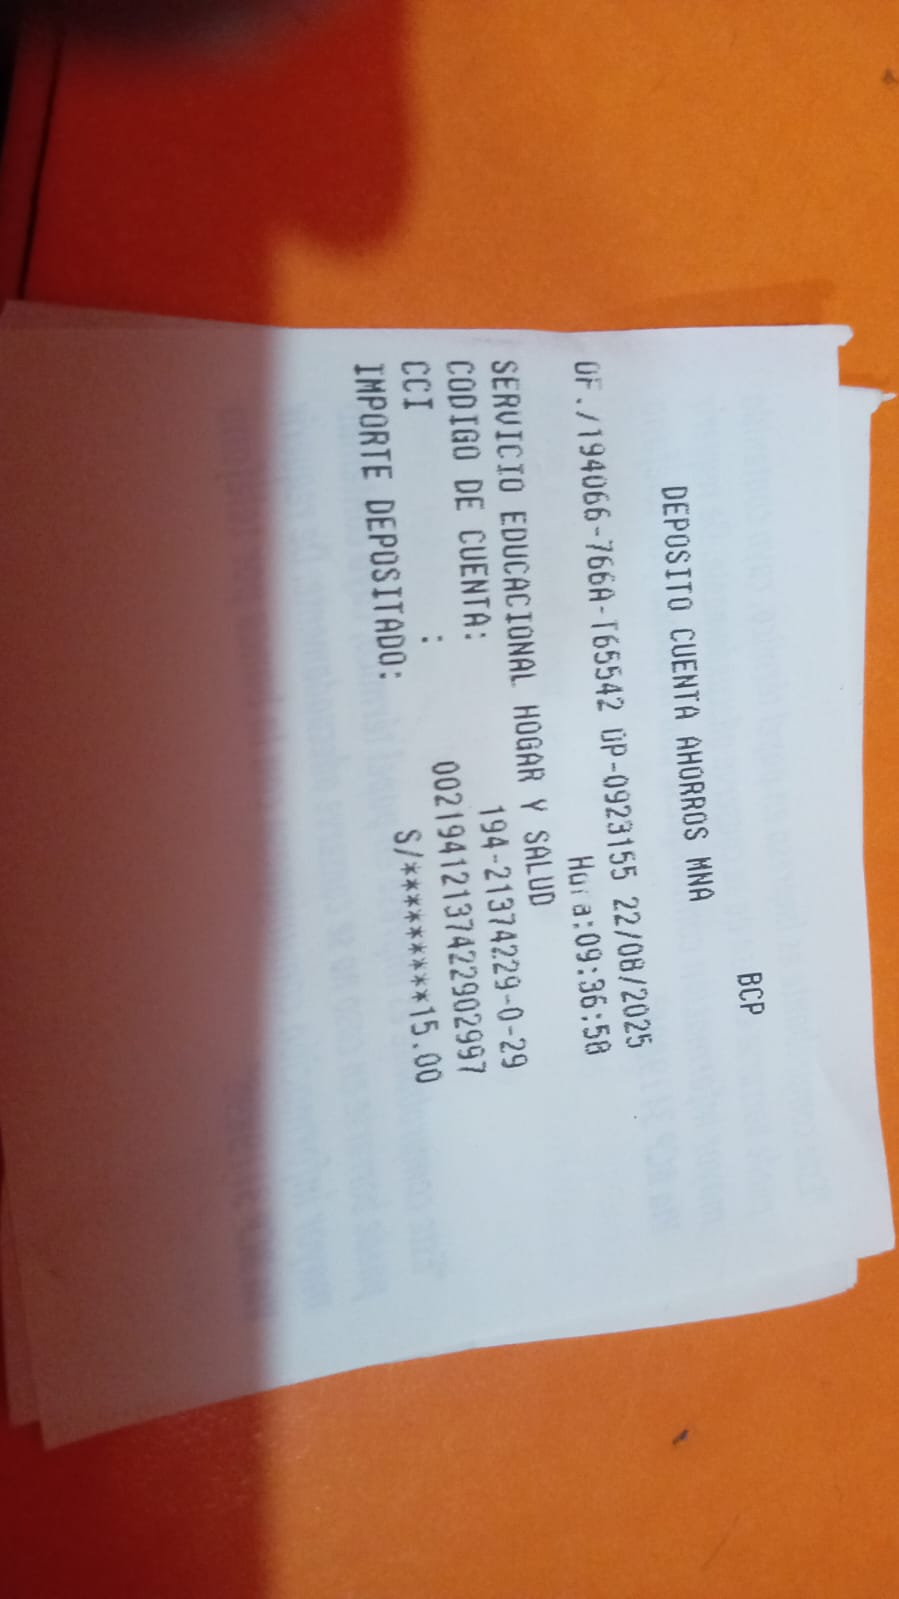 BCP
DEPOSITO CUENTA AHORROS MNA
OF./194066-766A-T65542 OP-0923155 22/08/2025
Hora:09:36:58
SERVICIO EDUCACIONAL HOGAR Y SALUD
CODIGO DE CUENTA: 194-21374229-0-29
CCI : 00219412137422902997
IMPORTE DEPOSITADO: S/*********15.00